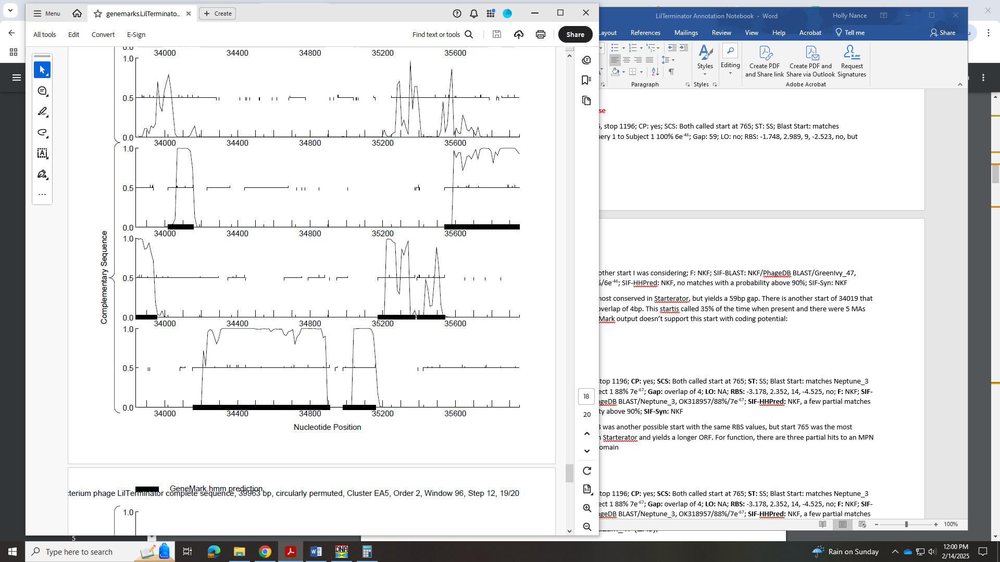 Menu
genemarks.LilTerminato...
Create
All tools
Edit
Convert
E-Sign
Find text or tools
Share
34000 34400 34800 35200 35600
1.0
0.5
0.0
34000 34400 34800 35200 35600
1.0
0.5
0.0
34000 34400 34800 35200 35600
1.0
0.5
0.0
34000 34400 34800 35200 35600
1.0
0.5
0.0
34000 34400 34800 35200 35600
Complementary Sequence
Nucleotide Position
GeneMark.hmm prediction
cterium phage LilTerminator complete sequence, 39963 bp, circularly permuted, Cluster EA5, Order 2, Window 96, Step 12, 19/20
1.0
18
20
LilTerminator Annotation Notebook - Word
Holly Nance
Layout
References
Mailings
Review
View
Help
Acrobat
Tell me
Share
Styles
Editing
Create PDF and Share link
Create PDF and Share via Outlook
Request Signatures
Paragraph
Styles
Adobe Acrobat
se
, stop 1196; CP: yes; SCS: Both called start at 765; ST: SS; Blast Start: matches
ery 1 to Subject 1 100% 6e-46; Gap: 59; LO: no; RBS: -1.748, 2.989, 9, -2.523, no, but
other start I was considering; F: NKF; SIF-BLAST: NKF/PhageDB BLAST/GreenIvy_47,
%/6e-46; SIF-HHPred: NKF, no matches with a probability above 90%; SIF-Syn: NKF
most conserved in Starterator, but yields a 59bp gap. There is another start of 34019 that
overlap of 4bp. This startis called 35% of the time when present and there were 5 MAs
Mark output doesn't support this start with coding potential:
stop 1196; CP: yes; SCS: Both called start at 765; ST: SS; Blast Start: matches Neptune_3
ect 1 88% 7e-67; Gap: overlap of 4; LO: NA; RBS: -3.178, 2.352, 14, -4.525, no; F: NKF; SIF-
ageDB BLAST/Neptune_3, OK318957/88%/7e-67; SIF-HHPred: NKF, a few partial matches
ty above 90%; SIF-Syn: NKF
3 was another possible start with the same RBS values, but start 765 was the most
n Starterator and yields a longer ORF. For function, there are three partial hits to an MPN
omain
stop 1196; CP: yes; SCS: Both called start at 765; ST: SS; Blast Start: matches Neptune_3
ect 1 88% 7e-67; Gap: overlap of 4; LO: NA; RBS: -3.178, 2.352, 14, -4.525, no; F: NKF; SIF-
ageDB BLAST/Neptune_3, OK318957/88%/7e-67; SIF-HHPred: NKF, a few partial matches
100%
5
Type here to search
DNA
Rain on Sunday
12:00 PM
2/14/2025